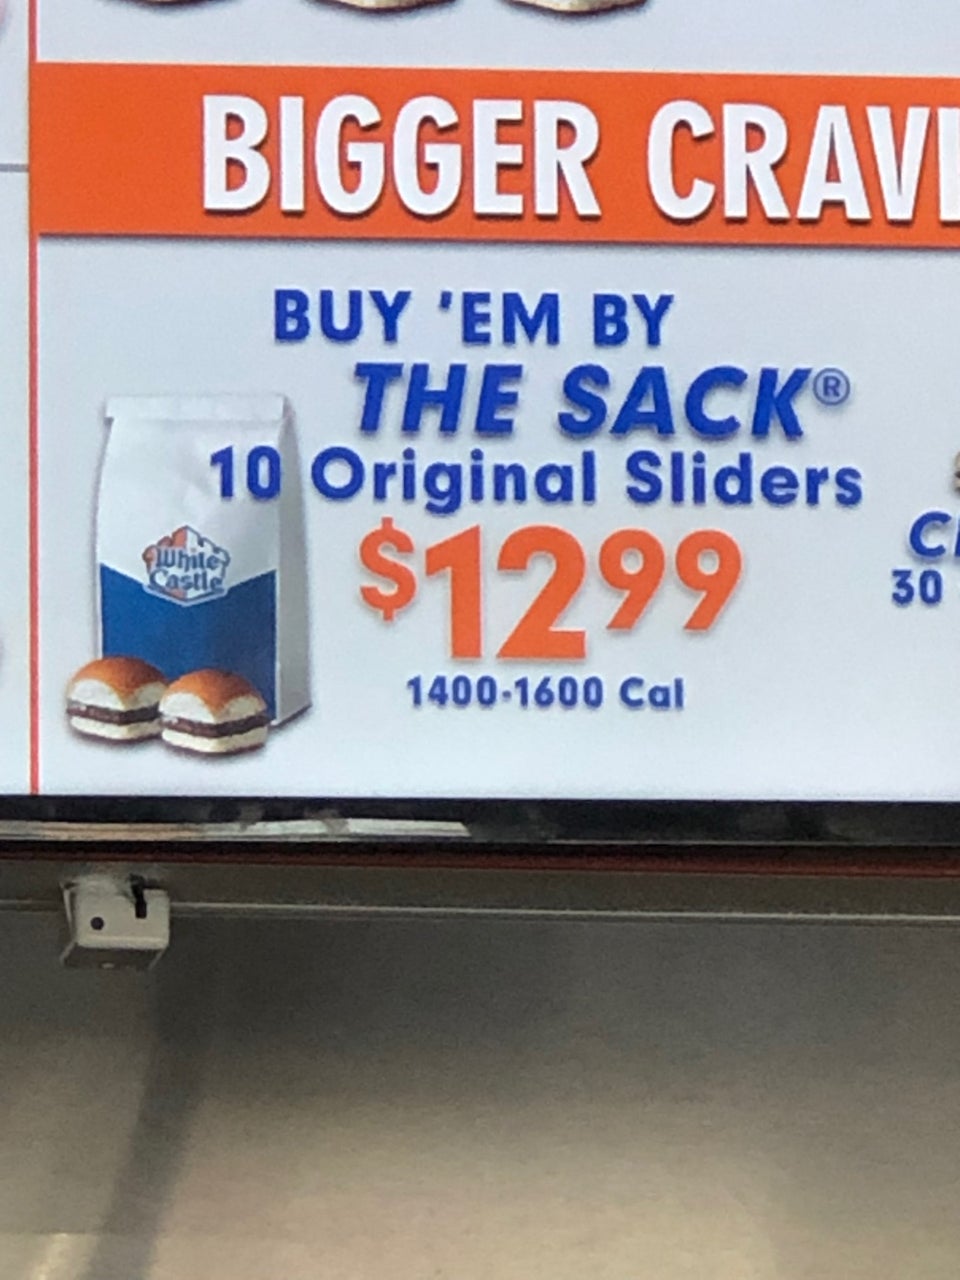 BIGGER CRAV
BUY 'EM BY
THE SACK®
10 Original Sliders
$1299
1400-1600 Cal
White
Castle
30